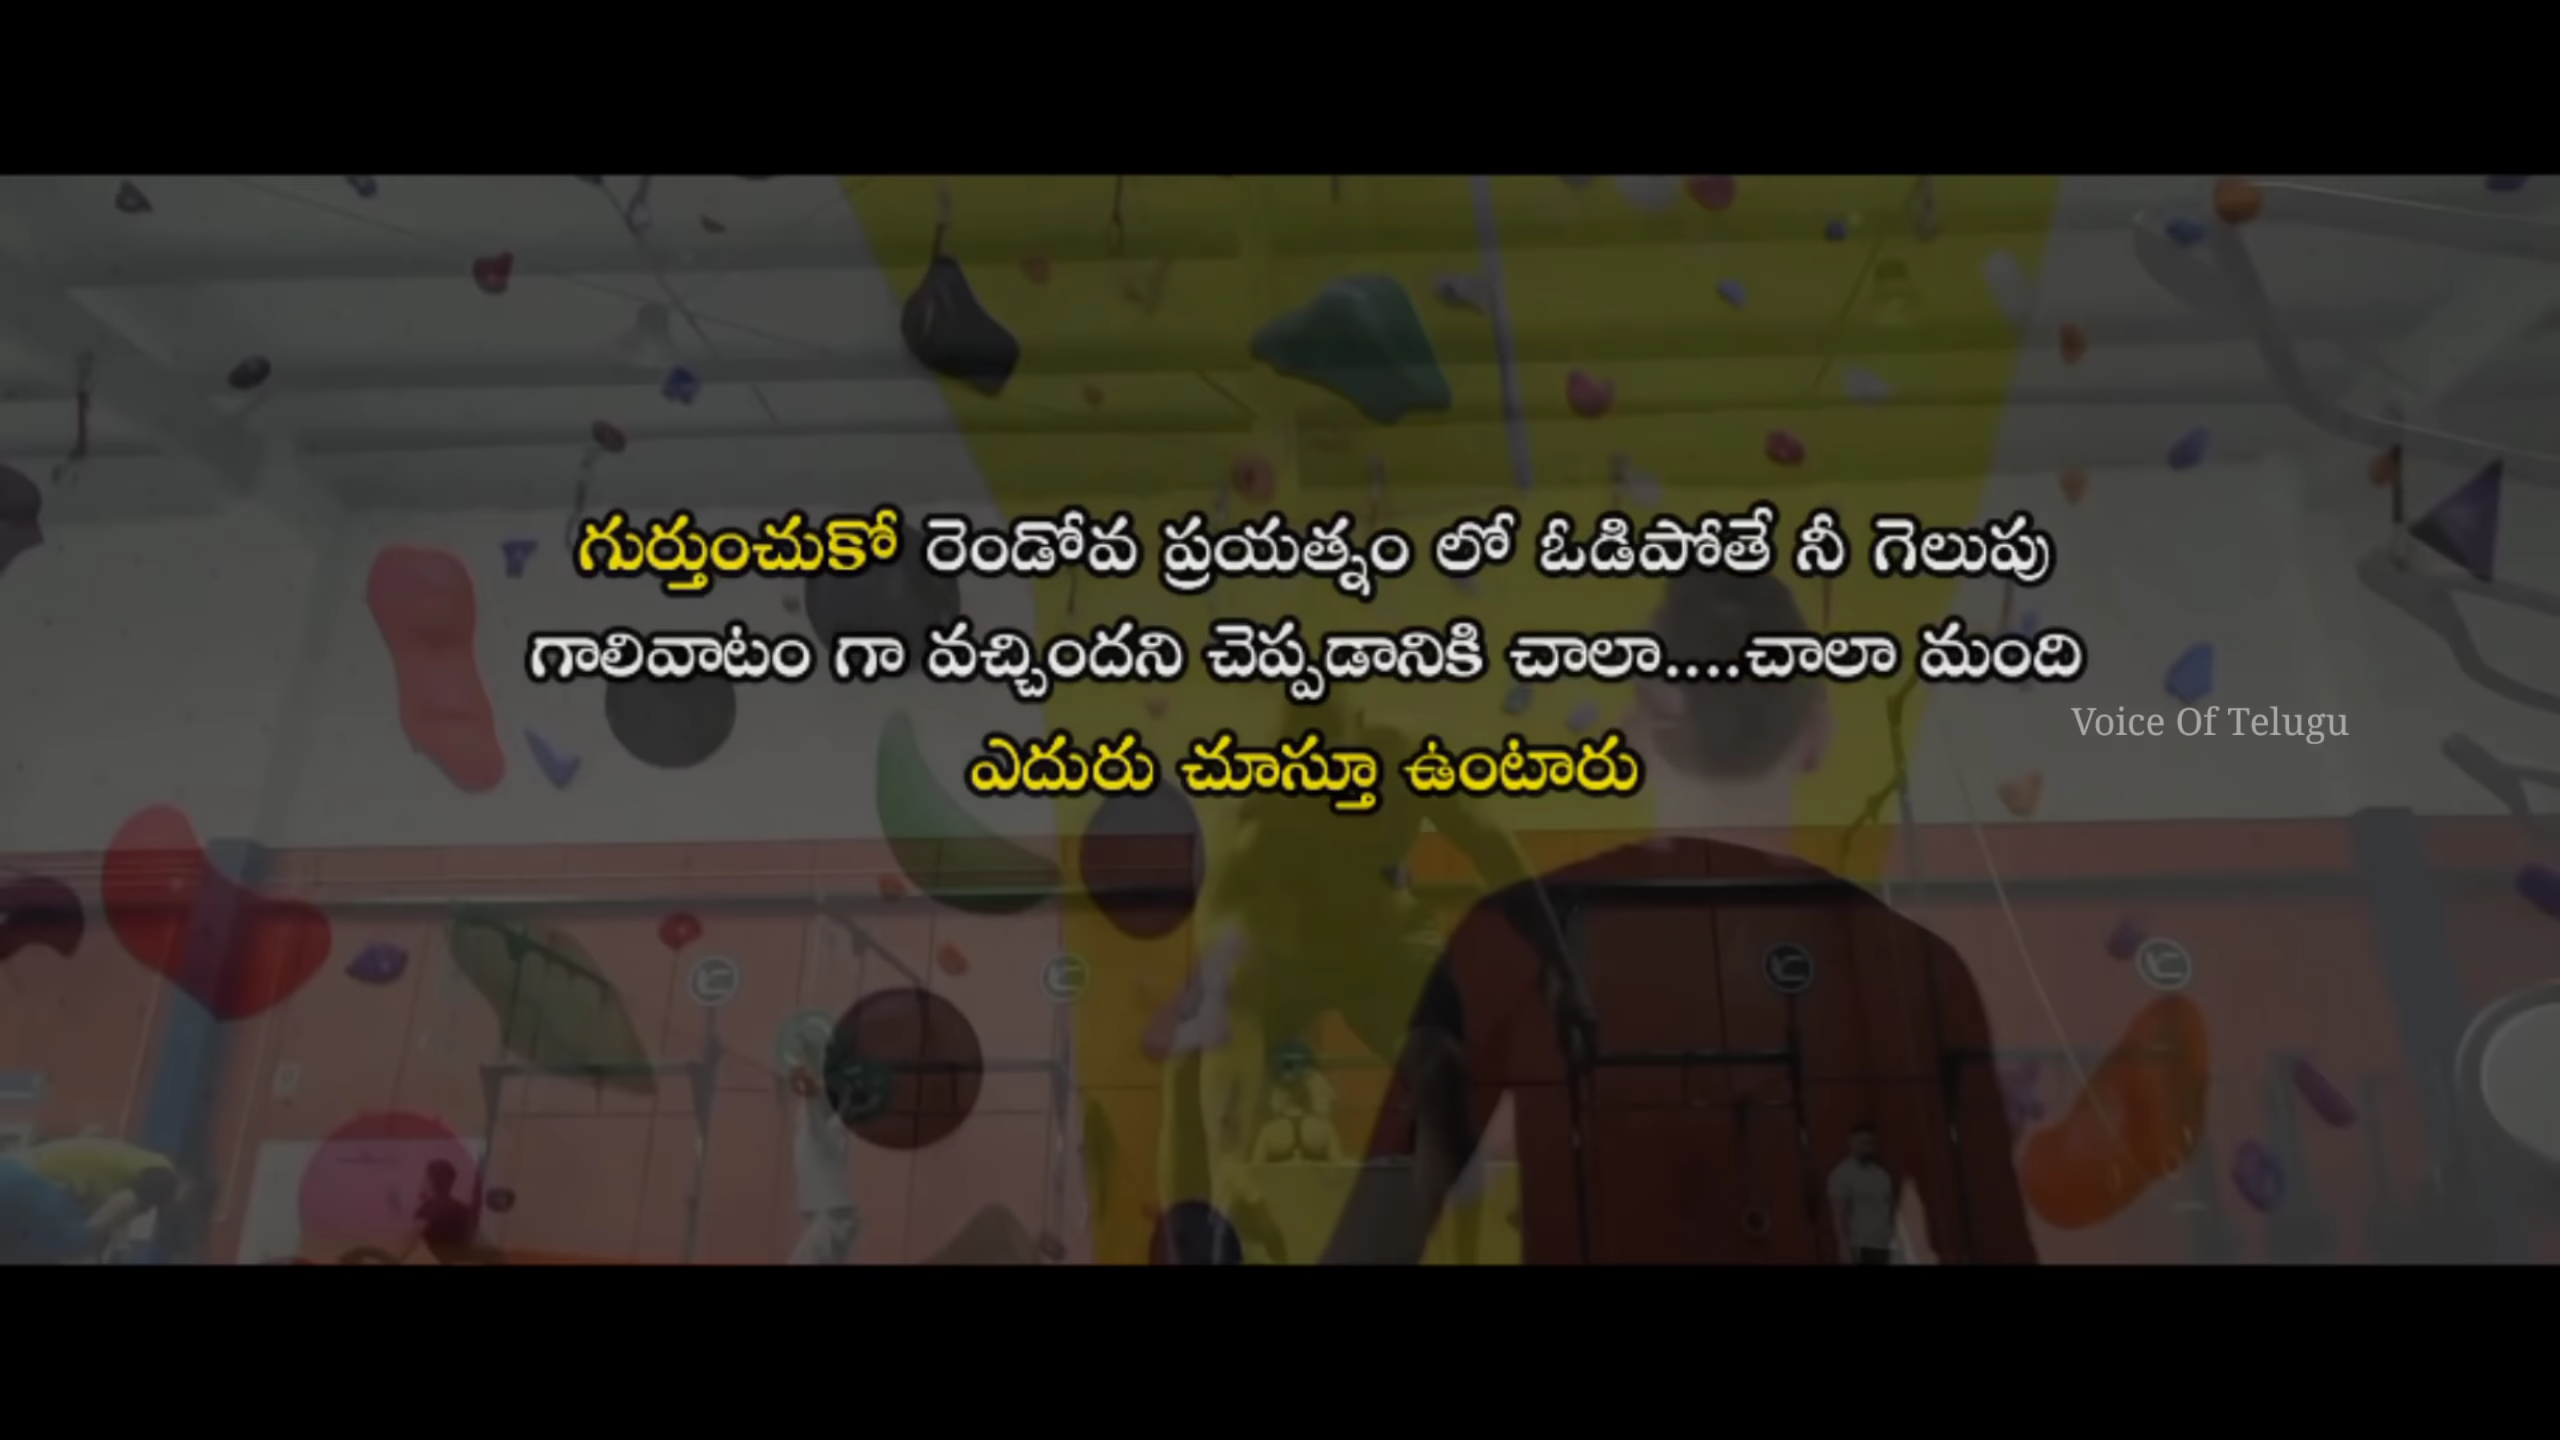 గుర్తుంచుకో రెండోవ ప్రయత్నం లో ఓడిపోతే నీ గెలుపు
గాలివాటం గా వచ్చిందని చెప్పడానికి చాలా....చాలా మంది
ఎదురు చూస్తూ ఉంటారు
Voice Of Telugu